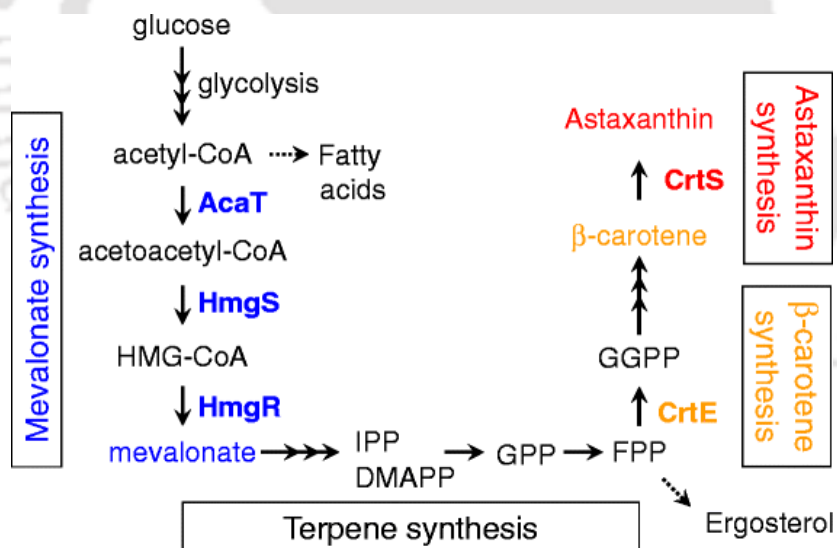 glucose
glycolysis
acetyl-CoA
Fatty
acids
AcaT
acetoacetyl-CoA
HmgS
HMG-CoA
HmgR
mevalonate
IPP
DMAPP
GPP
FPP
Ergosterol
CrtE
GGPP
β-carotene
CrtS
Astaxanthin
Mevalonate synthesis
Terpene synthesis
Astaxanthin
synthesis
β-carotene
synthesis